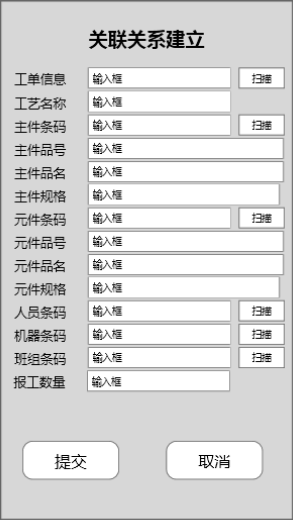 关联关系建立
工单信息 输入框 扫描
工艺名称 输入框
主件条码 输入框 扫描
主件品号 输入框
主件品名 输入框
主件规格 输入框
元件条码 输入框 扫描
元件品号 输入框
元件品名 输入框
元件规格 输入框
人员条码 输入框 扫描
机器条码 输入框 扫描
班组条码 输入框 扫描
报工数量 输入框
提交 取消